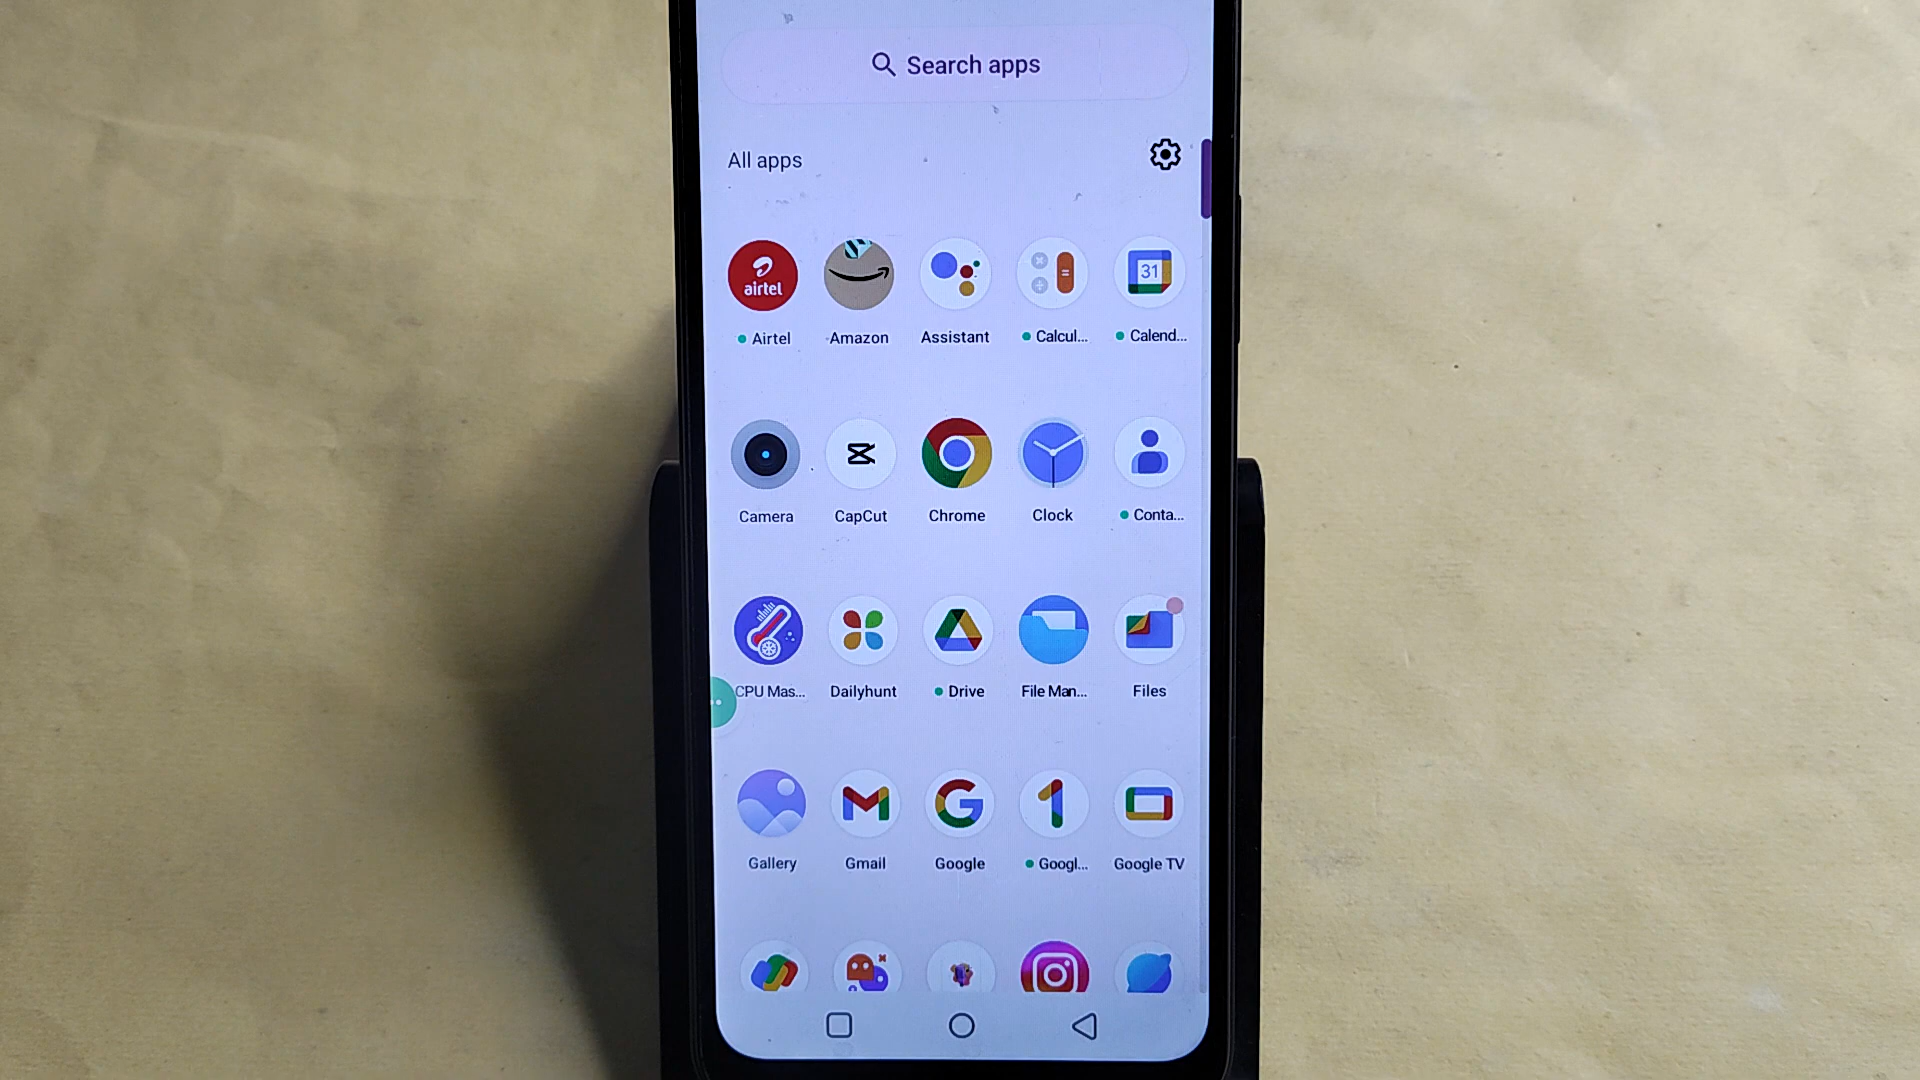 Search apps
All apps
airtel
31
Airtel
Amazon
Assistant
Calcul...
Calend...
Camera
CapCut
Chrome
Clock
Conta...
CPU Mas...
Dailyhunt
Drive
File Man...
Files
Gallery
Gmail
Google
Googl...
Google TV